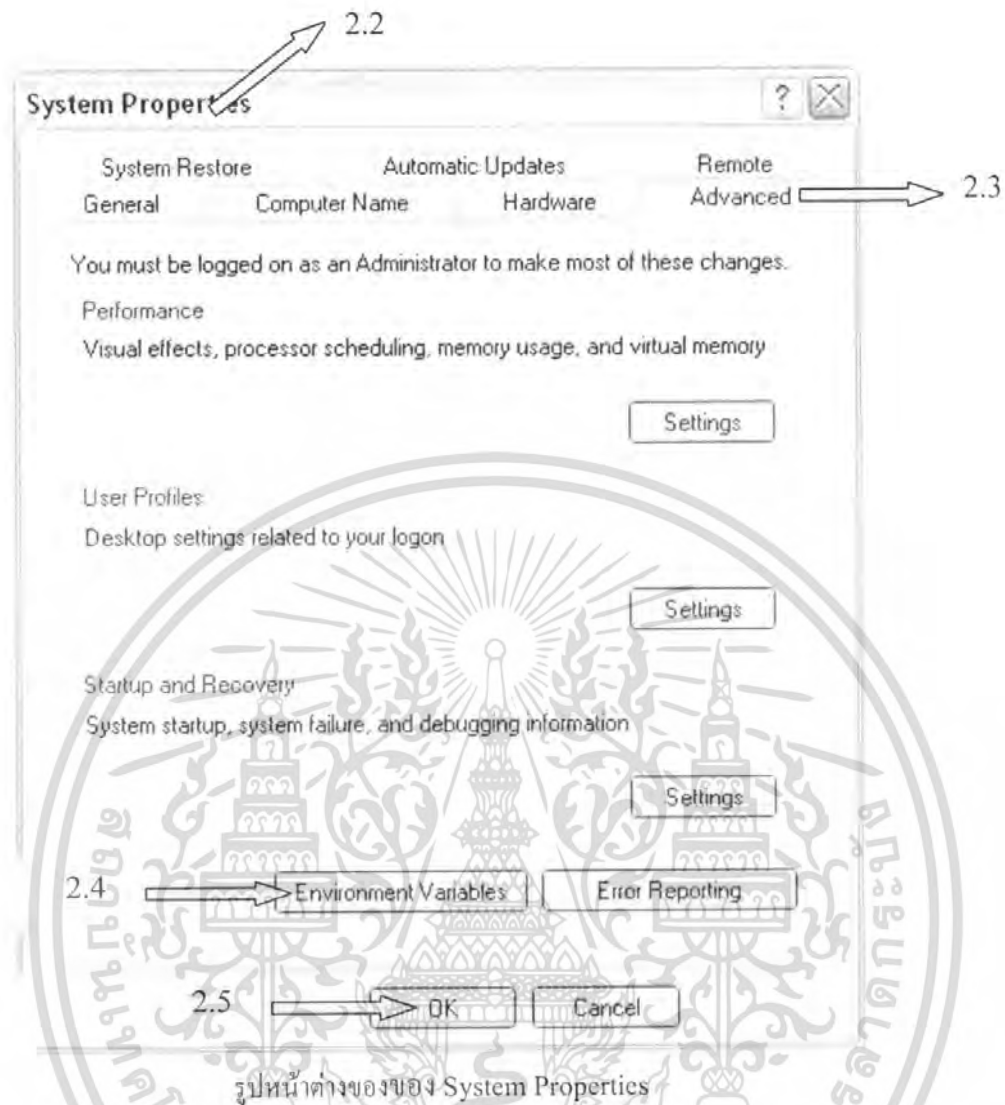 2.2
System Properties
System Restore Automatic Updates Remote
General Computer Name Hardware Advanced 2.3
You must be logged on as an Administrator to make most of these changes.
Performance
Visual effects, processor scheduling, memory usage, and virtual memory
Settings
User Profiles
Desktop settings related to your logon
Settings
Startup and Recovery
System startup, system failure, and debugging information
Settings
2.4 Environment Variables Error Reporting
2.5 OK Cancel
รูปหน้าต่างของของ System Properties